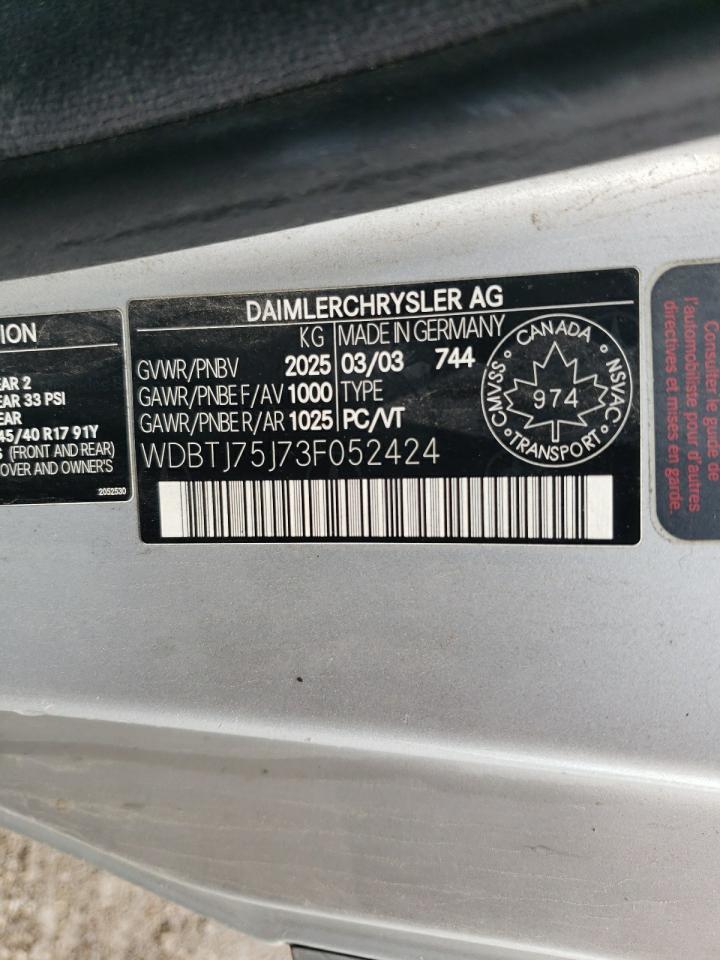 DAIMLERCHRYSLER AG
KG MADE IN GERMANY
GVWR/PNBV 2025 03/03 744
GAWR/PNBE F/AV 1000 TYPE
GAWR/PNBE R/AR 1025 PC/VT
WDBTJ75J73F052424
CANADA
CMVSS
NSVAC
TRANSPORT
974
ION
EAR 2
EAR 33 PSI
EAR
45/40 R17 91Y
S (FRONT AND REAR)
COVER AND OWNER'S
2052530
Consulter le guide de
l'automobiliste pour d'autres
directives et mises en garde.